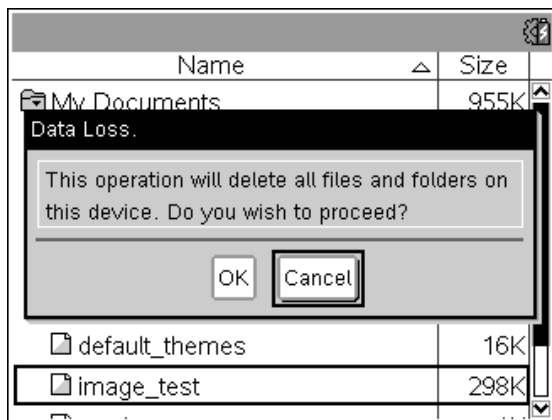 Name Size
My Documents 955K
Data Loss.
This operation will delete all files and folders on
this device. Do you wish to proceed?
OK Cancel
default_themes 16K
image_test 298K